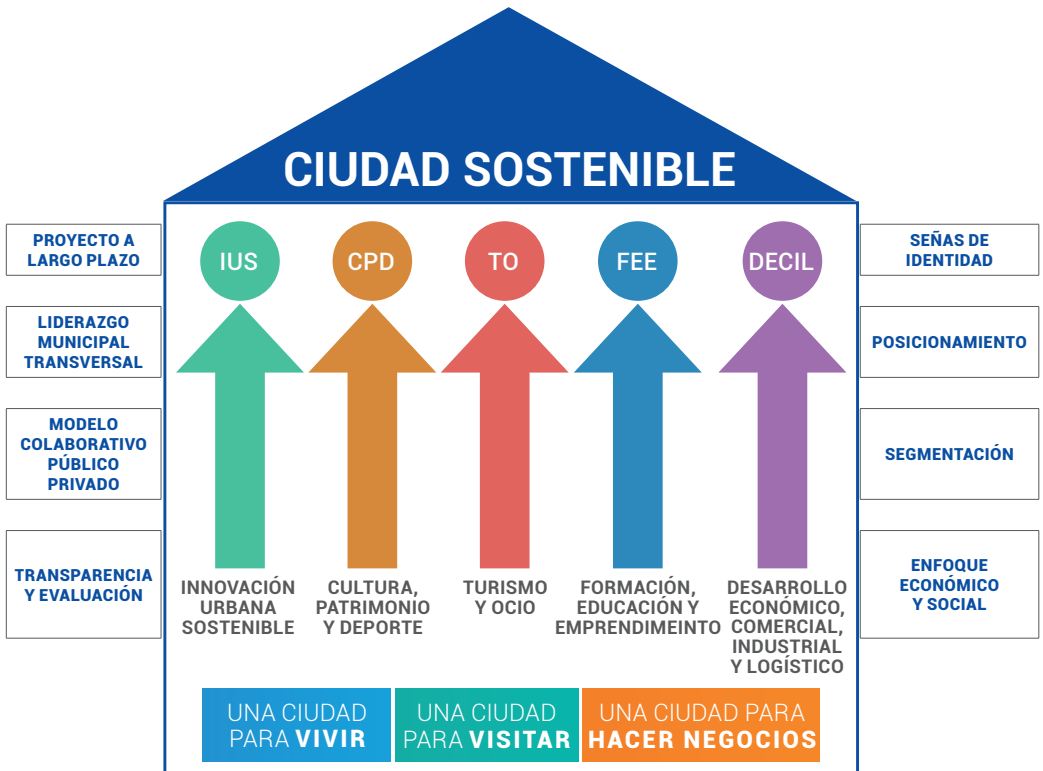 CIUDAD SOSTENIBLE
PROYECTO A
LARGO PLAZO
LIDERAZGO
MUNICIPAL
TRANSVERSAL
MODELO
COLABORATIVO
PÚBLICO
PRIVADO
TRANSPARENCIA
Y EVALUACIÓN
IUS
CPD
TO
FEE
DECIL
INNOVACIÓN
URBANA
SOSTENIBLE
CULTURA,
PATRIMONIO
Y DEPORTE
TURISMO
Y OCIO
FORMACIÓN,
EDUCACIÓN Y
EMPRENDIMEINTO
DESARROLLO
ECONÓMICO,
COMERCIAL,
INDUSTRIAL
Y LOGÍSTICO
SEÑAS DE
IDENTIDAD
POSICIONAMIENTO
SEGMENTACIÓN
ENFOQUE
ECONÓMICO
Y SOCIAL
UNA CIUDAD
PARA VIVIR
UNA CIUDAD
PARA VISITAR
UNA CIUDAD PARA
HACER NEGOCIOS